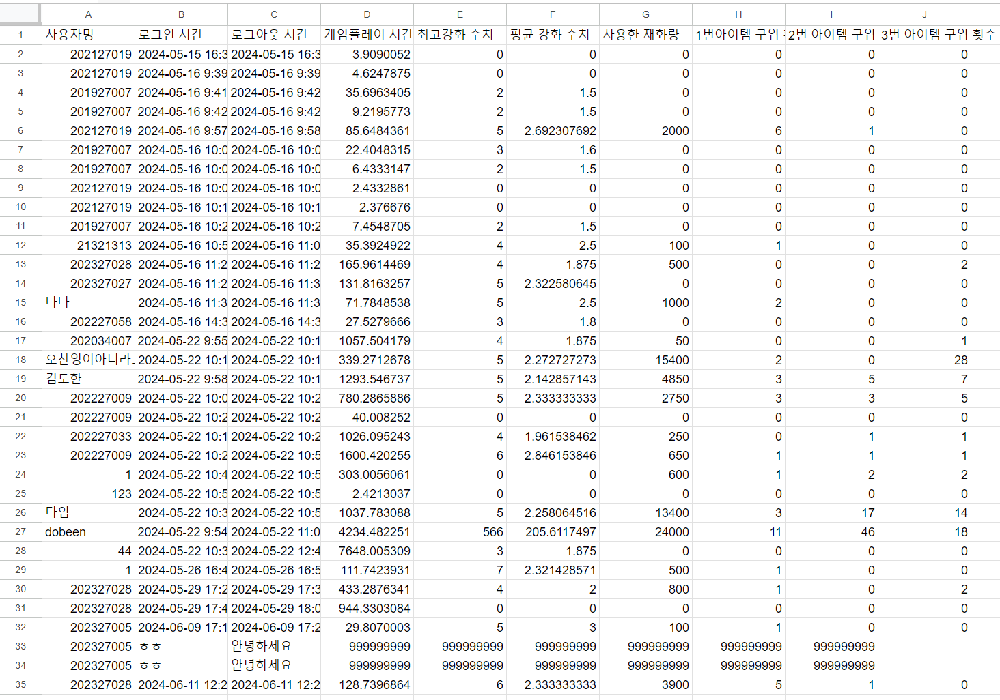 A B C D E F G H I J
1 사용자명 로그인 시간 로그아웃 시간 게임플레이 시간 최고강화 수치 평균 강화 수치 사용한 재화량 1번아이템 구입 2번 아이템 구입 3번 아이템 구입 횟수
2 202127019 2024-05-15 16:3 2024-05-15 16:3 3.9090052 0 0 0 0 0 0
3 202127019 2024-05-16 9:39 2024-05-16 9:39 4.6247875 0 0 0 0 0 0
4 201927007 2024-05-16 9:41 2024-05-16 9:42 35.6963405 2 1.5 0 0 0 0
5 201927007 2024-05-16 9:42 2024-05-16 9:42 9.2195773 2 1.5 0 0 0 0
6 202127019 2024-05-16 9:57 2024-05-16 9:58 85.6484361 5 2.692307692 2000 6 1 0
7 201927007 2024-05-16 10:0 2024-05-16 10:0 22.4048315 3 1.6 0 0 0 0
8 201927007 2024-05-16 10:0 2024-05-16 10:0 6.4333147 2 1.5 0 0 0 0
9 202127019 2024-05-16 10:0 2024-05-16 10:0 2.4332861 0 0 0 0 0 0
10 202127019 2024-05-16 10:1 2024-05-16 10:1 2.376676 0 0 0 0 0 0
11 201927007 2024-05-16 10:2 2024-05-16 10:2 7.4548705 2 1.5 0 0 0 0
12 21321313 2024-05-16 10:5 2024-05-16 11:0 35.3924922 4 2.5 100 1 0 0
13 202327028 2024-05-16 11:2 2024-05-16 11:2 165.9614469 4 1.875 500 0 0 2
14 202327027 2024-05-16 11:2 2024-05-16 11:3 131.8163257 5 2.322580645 0 0 0 0
15 나다 2024-05-16 11:3 2024-05-16 11:3 71.7848538 5 2.5 1000 2 0 0
16 202227058 2024-05-16 14:3 2024-05-16 14:3 27.5279666 3 1.8 0 0 0 0
17 202034007 2024-05-22 9:55 2024-05-22 10:1 1057.504179 4 1.875 50 0 0 1
18 오찬영이아니라 2024-05-22 10:1 2024-05-22 10:1 339.2712678 5 2.272727273 15400 2 0 28
19 김도한 2024-05-22 9:58 2024-05-22 10:1 1293.546737 5 2.142857143 4850 3 5 7
20 202227009 2024-05-22 10:0 2024-05-22 10:2 780.2865886 5 2.333333333 2750 3 3 5
21 202227009 2024-05-22 10:2 2024-05-22 10:2 40.008252 0 0 0 0 0 0
22 202227033 2024-05-22 10:1 2024-05-22 10:2 1026.095243 4 1.961538462 250 0 1 1
23 202227009 2024-05-22 10:2 2024-05-22 10:5 1600.420255 6 2.846153846 650 1 1 1
24 1 2024-05-22 10:4 2024-05-22 10:5 303.0056061 0 0 600 1 2 2
25 123 2024-05-22 10:5 2024-05-22 10:5 2.4213037 0 0 0 0 0 0
26 다임 2024-05-22 10:3 2024-05-22 10:5 1037.783088 5 2.258064516 13400 3 17 14
27 dobeen 2024-05-22 9:54 2024-05-22 11:0 4234.482251 566 205.6117497 24000 11 46 18
28 44 2024-05-22 10:3 2024-05-22 12:4 7648.005309 3 1.875 0 0 0 0
29 1 2024-05-26 16:4 2024-05-26 16:5 111.7423931 7 2.321428571 500 1 0 0
30 202327028 2024-05-29 17:2 2024-05-29 17:3 433.2876341 4 2 800 1 0 2
31 202327028 2024-05-29 17:4 2024-05-29 18:0 944.3303084 0 0 0 0 0 0
32 202327005 2024-06-09 17:1 2024-06-09 17:2 29.8070003 5 3 100 1 0 0
33 202327005 ㅎㅎ 안녕하세요 999999999 999999999 999999999 999999999 999999999 999999999
34 202327005 ㅎㅎ 안녕하세요 999999999 999999999 999999999 999999999 999999999 999999999
35 202327028 2024-06-11 12:2 2024-06-11 12:2 128.7396864 6 2.333333333 3900 5 1 0